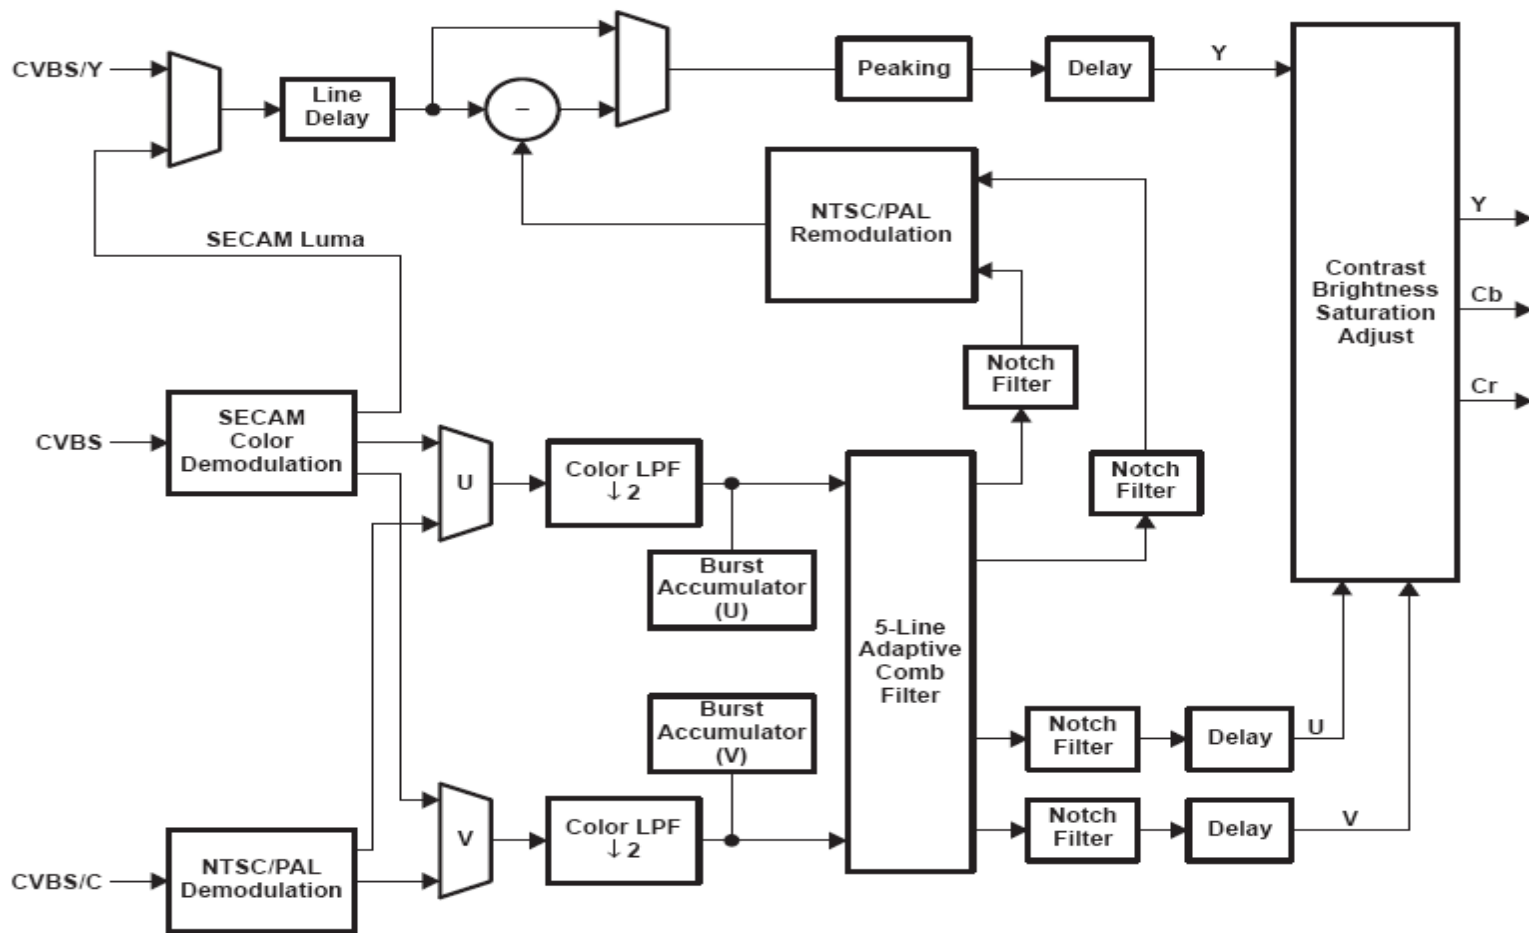 CVBS/Y
Line
Delay
−
Peaking
Delay
Y
NTSC/PAL
Remodulation
SECAM Luma
Contrast
Brightness
Saturation
Adjust
Y
Cb
Cr
Notch
Filter
Notch
Filter
CVBS
SECAM
Color
Demodulation
U
Color LPF
↓ 2
Burst
Accumulator
(U)
5-Line
Adaptive
Comb
Filter
Burst
Accumulator
(V)
Notch
Filter
Delay
U
CVBS/C
NTSC/PAL
Demodulation
V
Color LPF
↓ 2
Notch
Filter
Delay
V